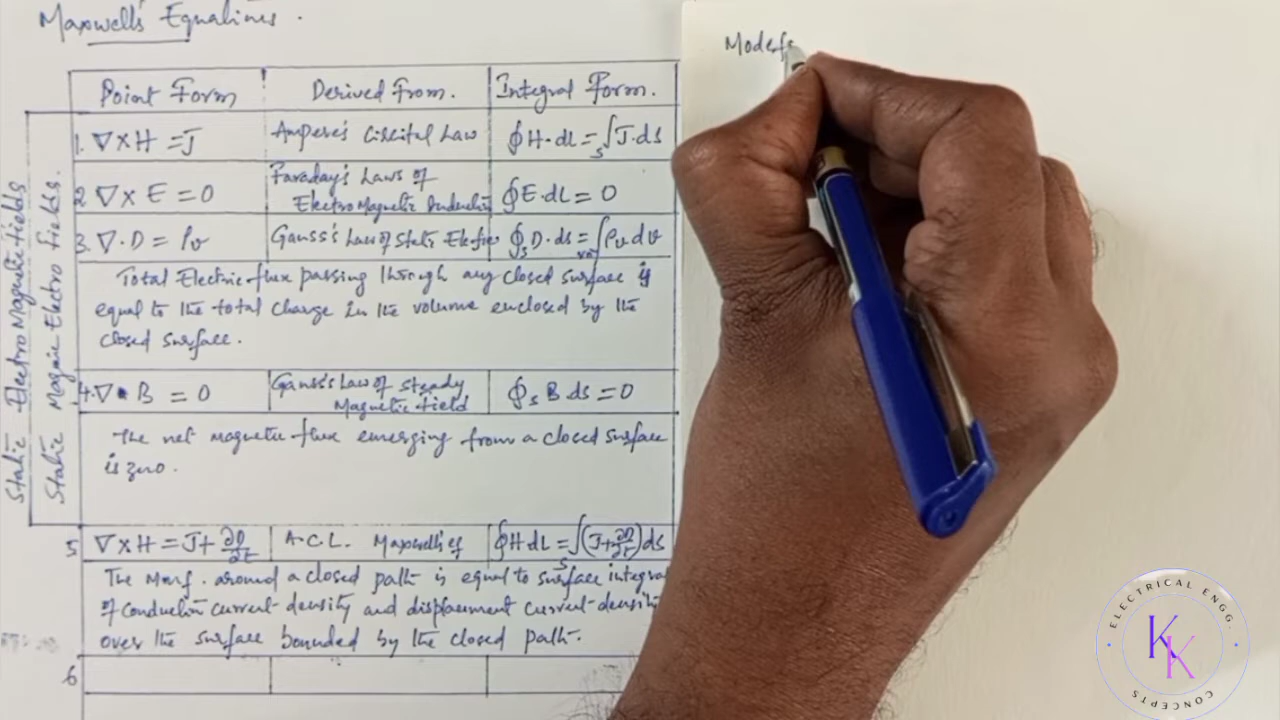 Maxwell's Equations.
Point Form Derived From. Integral Form.
1. ∇×H = J Ampere's Circital Law ∮H·dL = ∫s J·ds
2 ∇×E = 0 Faraday's Laws of Electro Magnetic Induction ∮E·dL = 0
3. ∇·D = ρv Gauss's Law of Static Electric ∮s D·ds = ∫vol ρv dv
Total Electric flux passing through any closed surface is
equal to the total charge in the volume enclosed by the
closed surface.
4. ∇·B = 0 Gauss's Law of steady Magnetic field ∮s B ds = 0
The net magnetic flux emerging from a closed surface
is zero.
5 ∇×H = J + ∂D/∂t A.C.L. Maxwell's ∮H dL = ∫s (J + ∂D/∂t) ds
The Mmf. around a closed path is equal to surface integral
of conduction current density and displacement current density
over the surface bounded by the closed path.
6
Static Electro Magnetic fields
Static Magnetic Electro fields.
ELECTRICAL ENGG.
KK
CONCEPTS